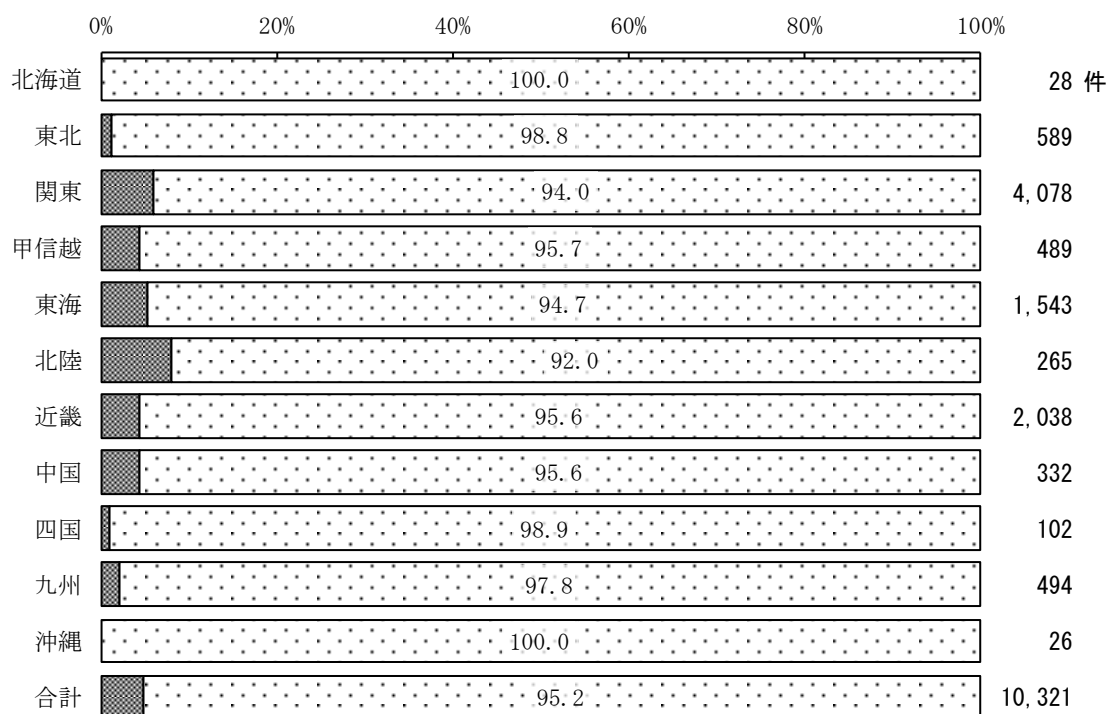 0% 20% 40% 60% 80% 100%
北海道 100.0 28 件
東北 98.8 589
関東 94.0 4,078
甲信越 95.7 489
東海 94.7 1,543
北陸 92.0 265
近畿 95.6 2,038
中国 95.6 332
四国 98.9 102
九州 97.8 494
沖縄 100.0 26
合計 95.2 10,321